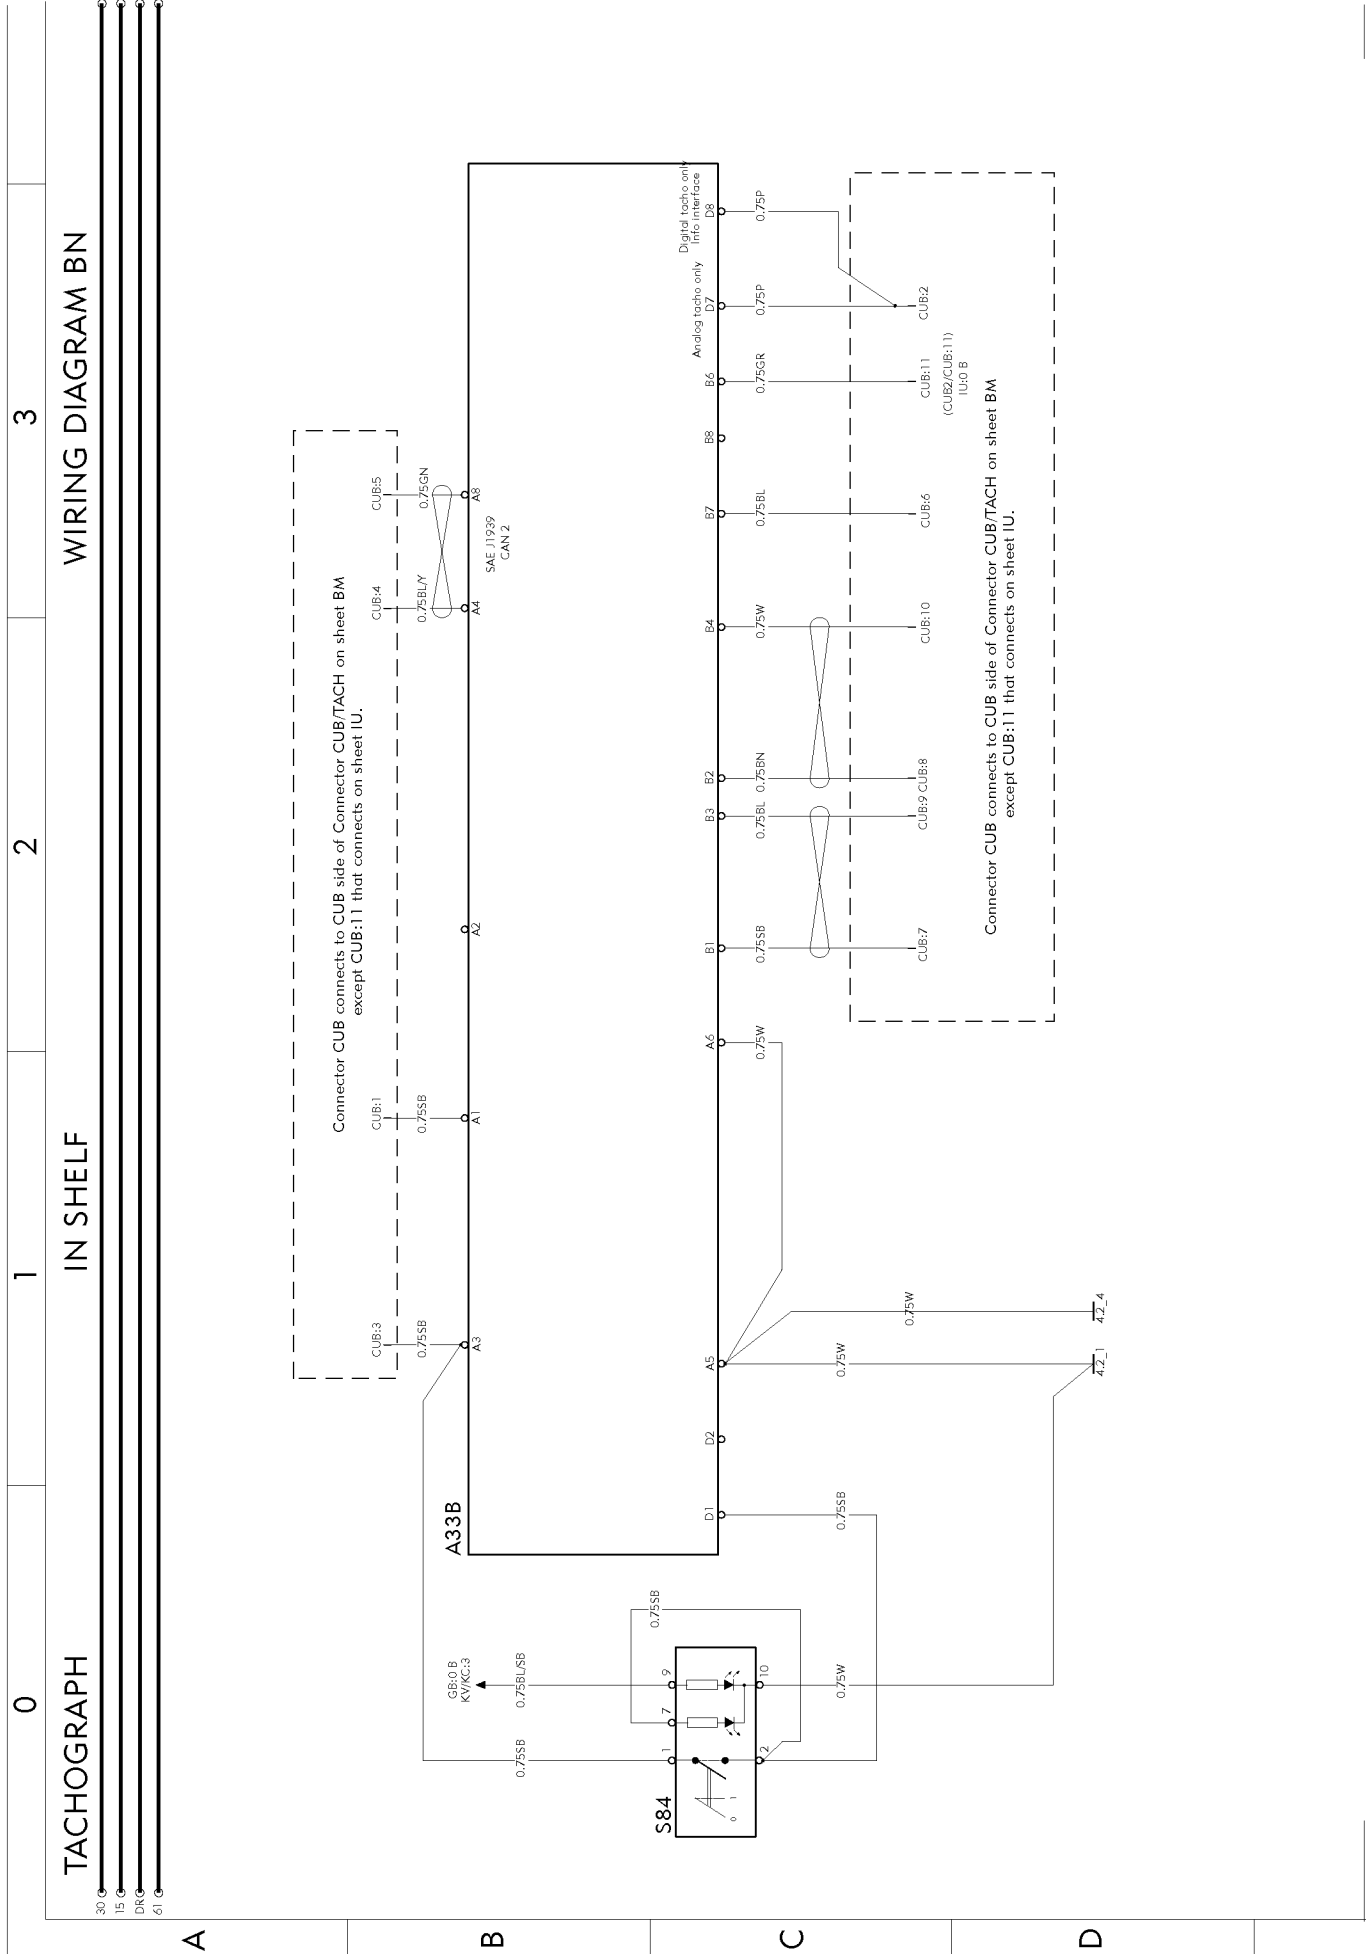 0
1
2
3
TACHOGRAPH
IN SHELF
WIRING DIAGRAM BN
30
15
DR
61
A
B
C
D
Connector CUB connects to CUB side of Connector CUB/TACH on sheet BM
except CUB:11 that connects on sheet IU.
CUB:3
CUB:1
CUB:4
CUB:5
0.75SB
0.75SB
0.75BL/Y
0.75GN
GB:0 B
KV/KC:3
A33B
A3
A1
A2
A4
A8
SAE J1939
CAN 2
0.75SB
0.75BL/SB
0.75SB
S84
1
7
9
0
1
2
10
Analog tacho only
Digital tacho only
Info interface
D1
D2
A5
A6
B1
B3
B2
B4
B7
B8
B6
D7
D8
0.75W
0.75SB
0.75BL
0.75BN
0.75W
0.75BL
0.75GR
0.75P
0.75P
0.75W
0.75SB
0.75W
0.75W
CUB:7
CUB:9
CUB:8
CUB:10
CUB:6
CUB:11
(CUB2/CUB:11)
IU:0 B
CUB:2
Connector CUB connects to CUB side of Connector CUB/TACH on sheet BM
except CUB:11 that connects on sheet IU.
4.2_1
4.2_4